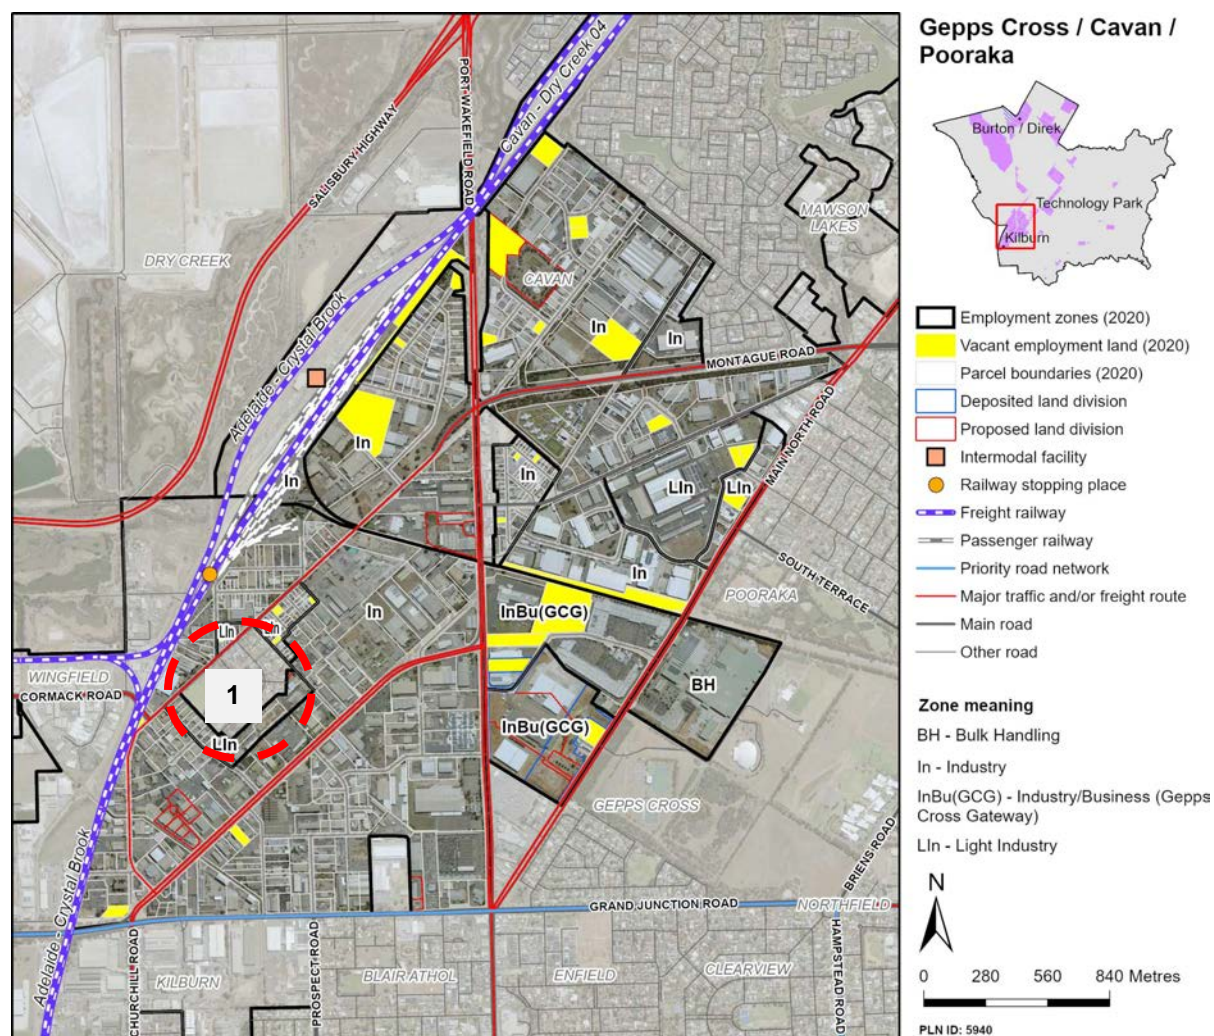 Gepps Cross / Cavan /
Pooraka
Burton / Direk
Technology Park
Kilburn
Employment zones (2020)
Vacant employment land (2020)
Parcel boundaries (2020)
Deposited land division
Proposed land division
Intermodal facility
Railway stopping place
Freight railway
Passenger railway
Priority road network
Major traffic and/or freight route
Main road
Other road
Zone meaning
BH - Bulk Handling
In - Industry
InBu(GCG) - Industry/Business (Gepps
Cross Gateway)
LIn - Light Industry
N
0 280 560 840 Metres
PLN ID: 5940
SALISBURY HIGHWAY
PORT WAKEFIELD ROAD
Cavan - Dry Creek 04
MAWSON
LAKES
DRY CREEK
CAVAN
Adelaide - Crystal Brook
In
In
MONTAGUE ROAD
In
MAIN NORTH ROAD
In
In
LIn
LIn
SOUTH TERRACE
In
POORAKA
In
InBu(GCG)
LIn
LIn
WINGFIELD
CORMACK ROAD
1
BH
InBu(GCG)
LIn
GEPPS CROSS
Adelaide - Crystal Brook
BRIENS ROAD
GRAND JUNCTION ROAD
NORTHFIELD
CHURCHILL ROAD
KILBURN
PROSPECT ROAD
BLAIR ATHOL
ENFIELD
CLEARVIEW
HAMPSTEAD ROAD